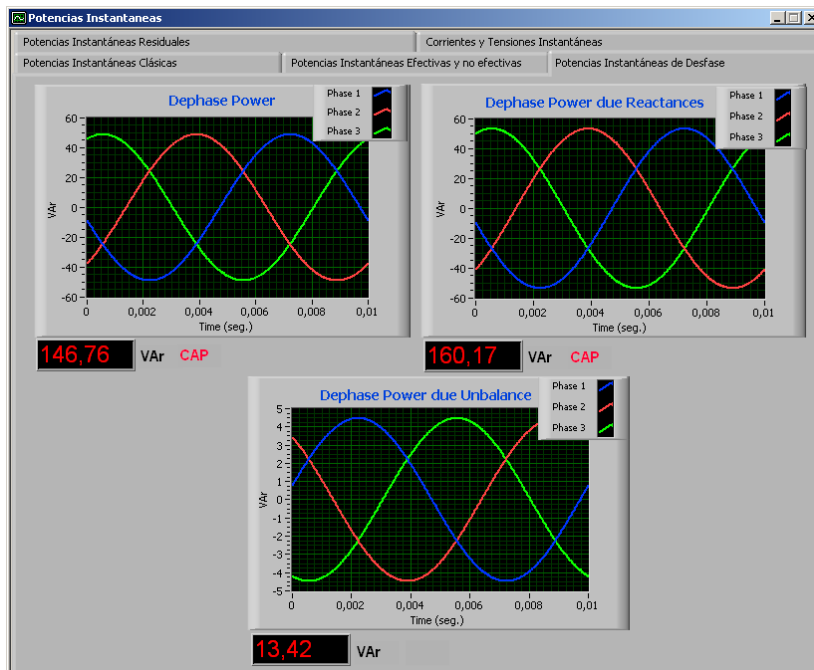 Potencias Instantaneas
Potencias Instantáneas Residuales
Corrientes y Tensiones Instantáneas
Potencias Instantáneas Clásicas
Potencias Instantáneas Efectivas y no efectivas
Potencias Instantáneas de Desfase
Dephase Power
Phase 1
Phase 2
Phase 3
60
40
20
0
-20
-40
-60
VAr
0 0,002 0,004 0,006 0,008 0,01
Time (seg.)
146,76 VAr CAP
Dephase Power due Reactances
Phase 1
Phase 2
Phase 3
60
40
20
0
-20
-40
-60
VAr
0 0,002 0,004 0,006 0,008 0,01
Time (seg.)
160,17 VAr CAP
Dephase Power due Unbalance
Phase 1
Phase 2
Phase 3
5
4
3
2
1
0
-1
-2
-3
-4
-5
VAr
0 0,002 0,004 0,006 0,008 0,01
Time (seg.)
13,42 VAr